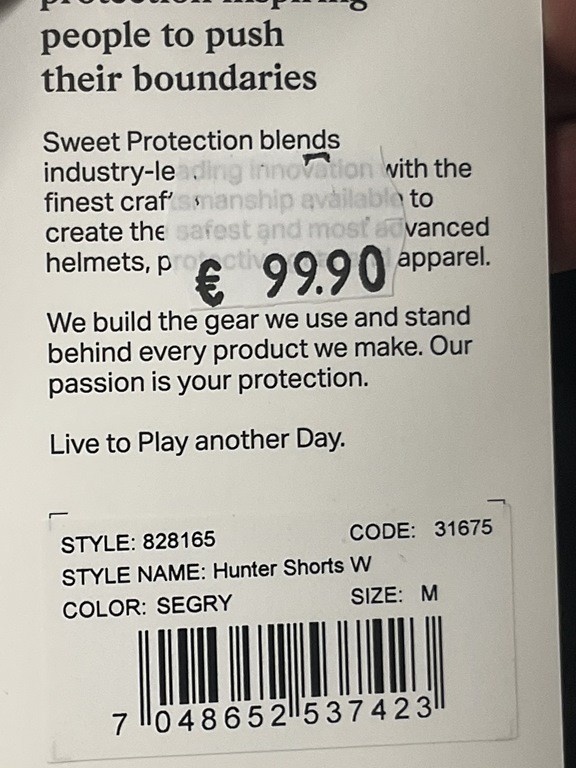 people to push
their boundaries
Sweet Protection blends
industry-leading innovation with the
finest craftsmanship available to
create the safest and most advanced
helmets, protective apparel.
€ 99.90
We build the gear we use and stand
behind every product we make. Our
passion is your protection.
Live to Play another Day.
STYLE: 828165 CODE: 31675
STYLE NAME: Hunter Shorts W
COLOR: SEGRY SIZE: M
7 048652 537423